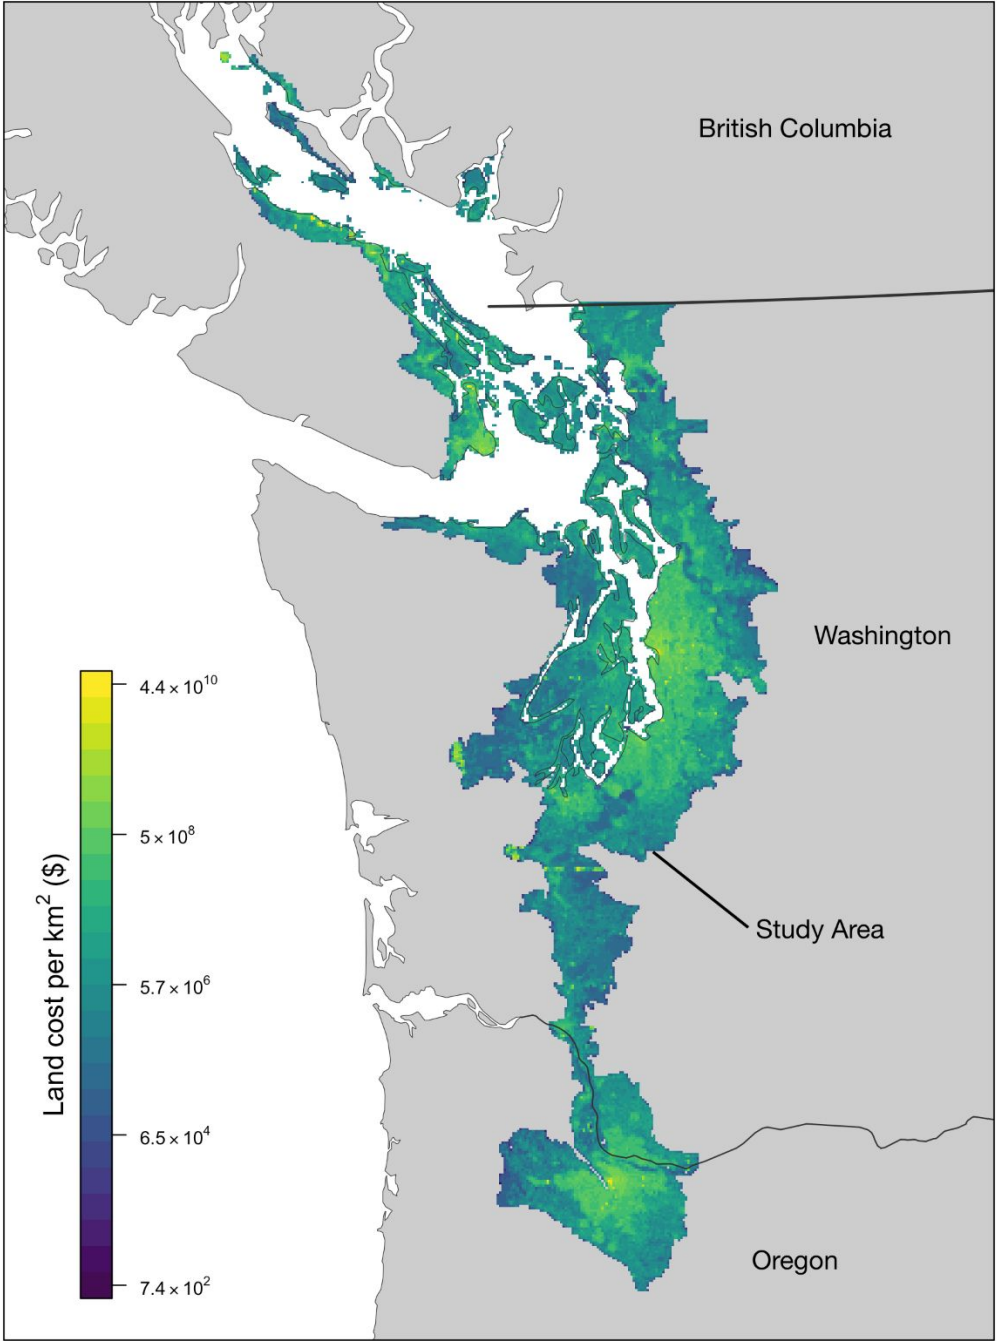 British Columbia
Washington
4.4 × 10¹⁰
5 × 10⁸
Land cost per km² ($)
Study Area
5.7 × 10⁶
6.5 × 10⁴
Oregon
7.4 × 10²